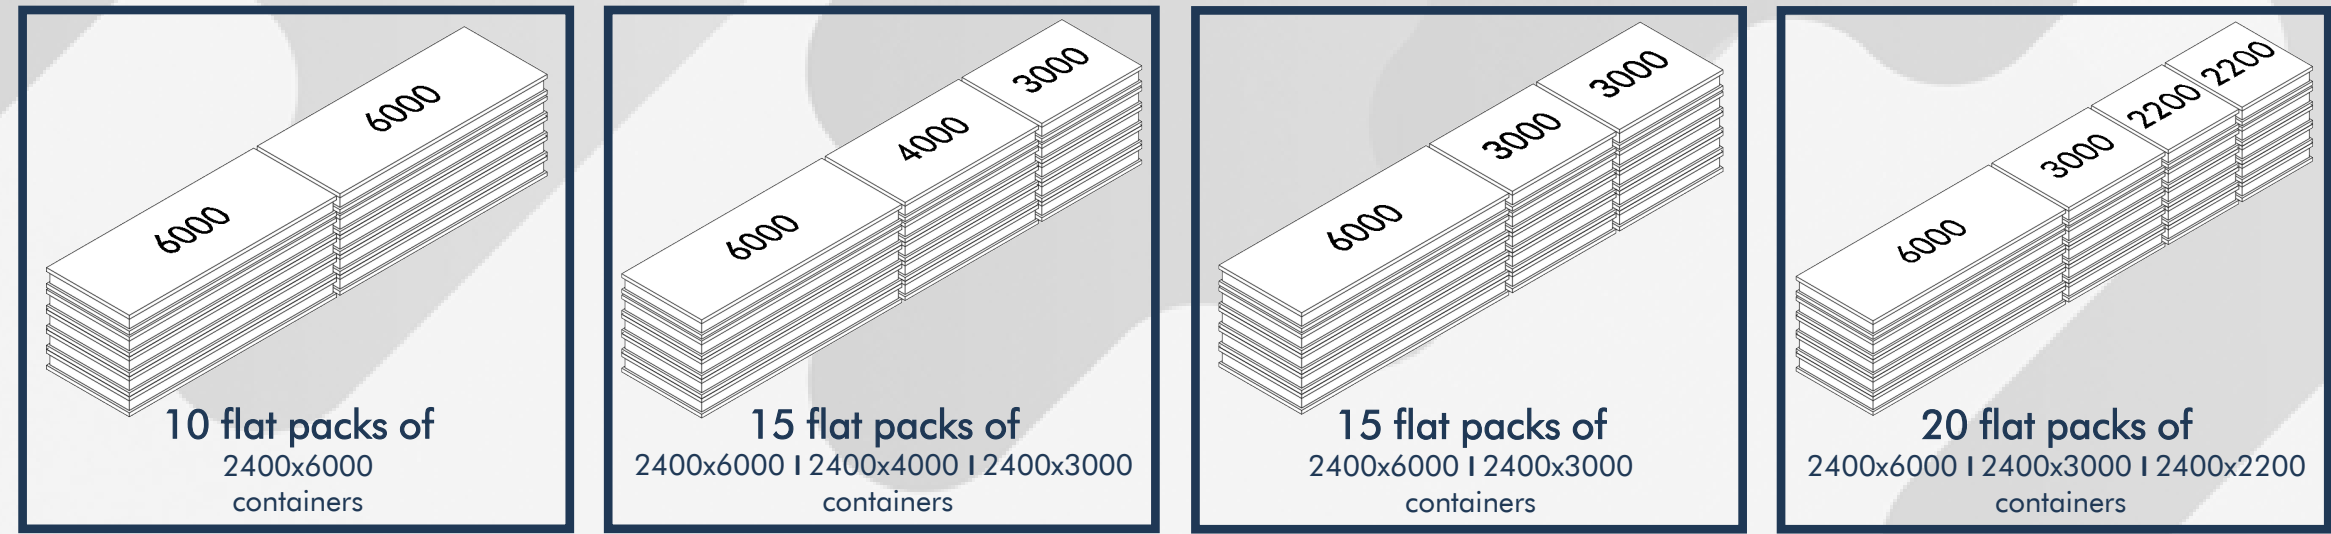 6000
6000
10 flat packs of
2400x6000
containers
3000
4000
6000
15 flat packs of
2400x6000 I 2400x4000 I 2400x3000
containers
3000
3000
6000
15 flat packs of
2400x6000 I 2400x3000
containers
2200
2200
3000
6000
20 flat packs of
2400x6000 I 2400x3000 I 2400x2200
containers